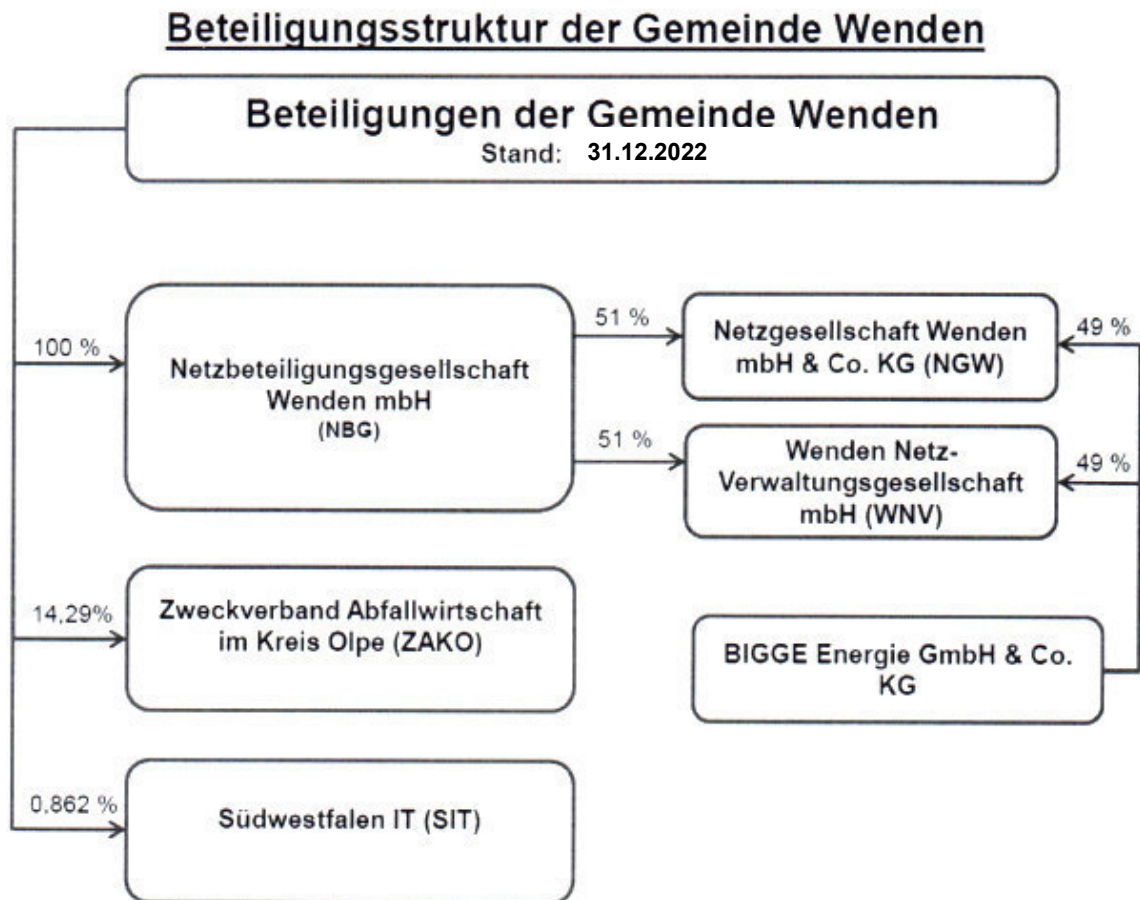 Beteiligungsstruktur der Gemeinde Wenden
Beteiligungen der Gemeinde Wenden
Stand: 31.12.2022
100 %
Netzbeteiligungsgesellschaft
Wenden mbH
(NBG)
51 %
Netzgesellschaft Wenden
mbH & Co. KG (NGW)
49 %
51 %
Wenden Netz-
Verwaltungsgesellschaft
mbH (WNV)
49 %
14,29%
Zweckverband Abfallwirtschaft
im Kreis Olpe (ZAKO)
BIGGE Energie GmbH & Co.
KG
0,862 %
Südwestfalen IT (SIT)